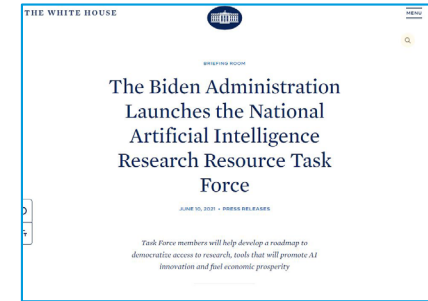 THE WHITE HOUSE
MENU
BRIEFING ROOM
The Biden Administration
Launches the National
Artificial Intelligence
Research Resource Task
Force
JUNE 10, 2021 • PRESS RELEASES
Task Force members will help develop a roadmap to
democratize access to research, tools that will promote AI
innovation and fuel economic prosperity